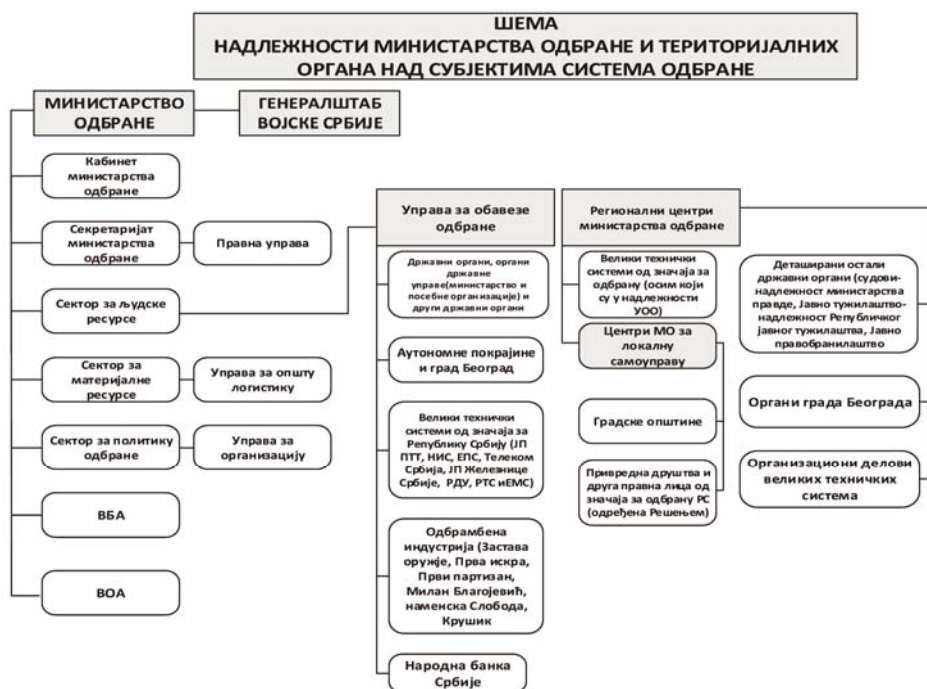 ШЕМА
НАДЛЕЖНОСТИ МИНИСТАРСТВА ОДБРАНЕ И ТЕРИТОРИЈАЛНИХ
ОРГАНА НАД СУБЈЕКТИМА СИСТЕМА ОДБРАНЕ
МИНИСТАРСТВО
ОДБРАНЕ
ГЕНЕРАЛШТАБ
ВОЈСКЕ СРБИЈЕ
Кабинет
министарства
одбране
Секретаријат
министарства
одбране
Правна управа
Сектор за људске
ресурсе
Сектор за
материјалне
ресурсе
Управа за општу
логистику
Сектор за политику
одбране
Управа за
организацију
ВБА
ВОА
Управа за обавезе
одбране
Државни органи, органи
државне
управе(министарство и
посебне организације) и
други државни органи
Аутономне покрајине
и град Београд
Велики технички
системи од значаја за
Републику Србију (ЈП
ПТТ, НИС, ЕПС, Телеком
Србија, ЈП Железнице
Србије, РДУ, РТС иЕМС)
Одбрамбена
индустрија (Застава
оружје, Прва искра,
Први партизан,
Милан Благојевић,
наменска Слобода,
Крушик
Народна банка
Србије
Регионални центри
министарства одбране
Велики технички
системи од значаја за
одбрану (осим који
су у надлежности
УОО)
Центри МО за
локалну
самоуправу
Градске општине
Привредна друштва и
друга правна лица од
значаја за одбрану РС
(одређена Решењем)
Деташирани остали
државни органи (судови-
надлежност министарства
правде, Јавно тужилаштво-
надлежност Републичког
јавног тужилаштва, Јавно
правобранилаштво
Органи града Београда
Организациони делови
великих техничких
система